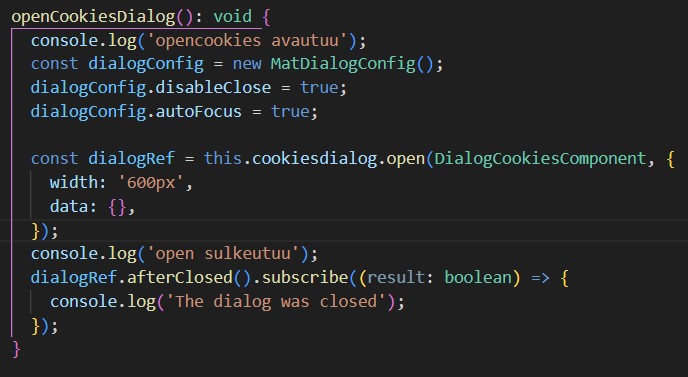 openCookiesDialog(): void {
console.log('opencookies avautuu');
const dialogConfig = new MatDialogConfig();
dialogConfig.disableClose = true;
dialogConfig.autoFocus = true;
const dialogRef = this.cookiesdialog.open(DialogCookiesComponent, {
width: '600px',
data: {},
});
console.log('open sulkeutuu');
dialogRef.afterClosed().subscribe((result: boolean) => {
console.log('The dialog was closed');
});
}